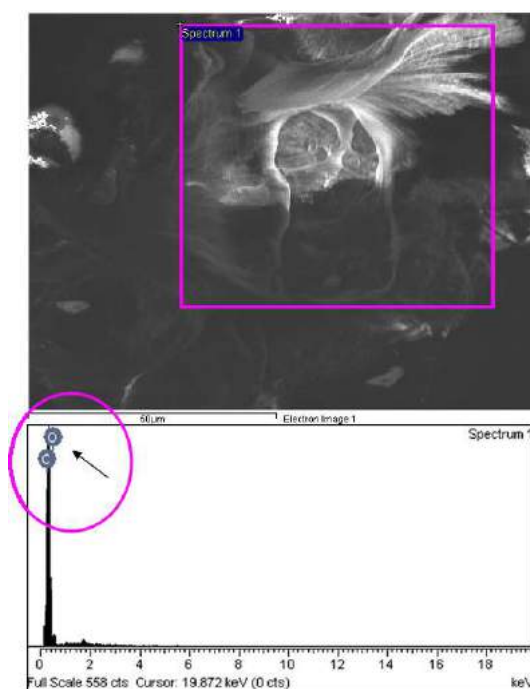 Spectrum 1
50µm Electron Image 1
Spectrum 1
O
C
0 2 4 6 8 10 12 14 16 18
Full Scale 558 cts Cursor: 19.872 keV (0 cts) keV